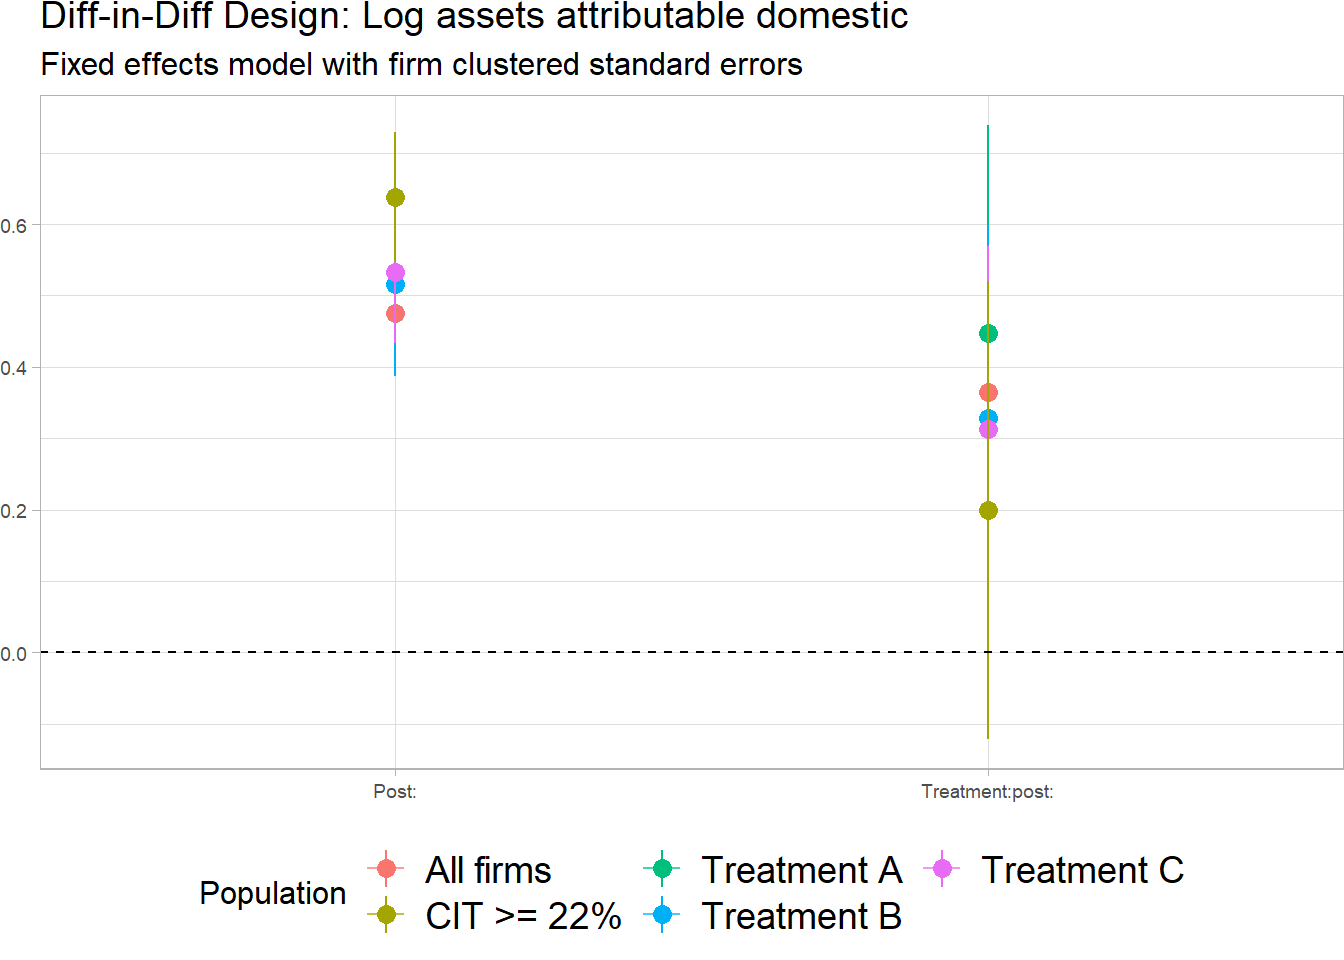 Diff-in-Diff Design: Log assets attributable domestic
Fixed effects model with firm clustered standard errors
0.6
0.4
0.2
0.0
Post:
Treatment:post:
Population
All firms
Treatment A
Treatment C
CIT >= 22%
Treatment B